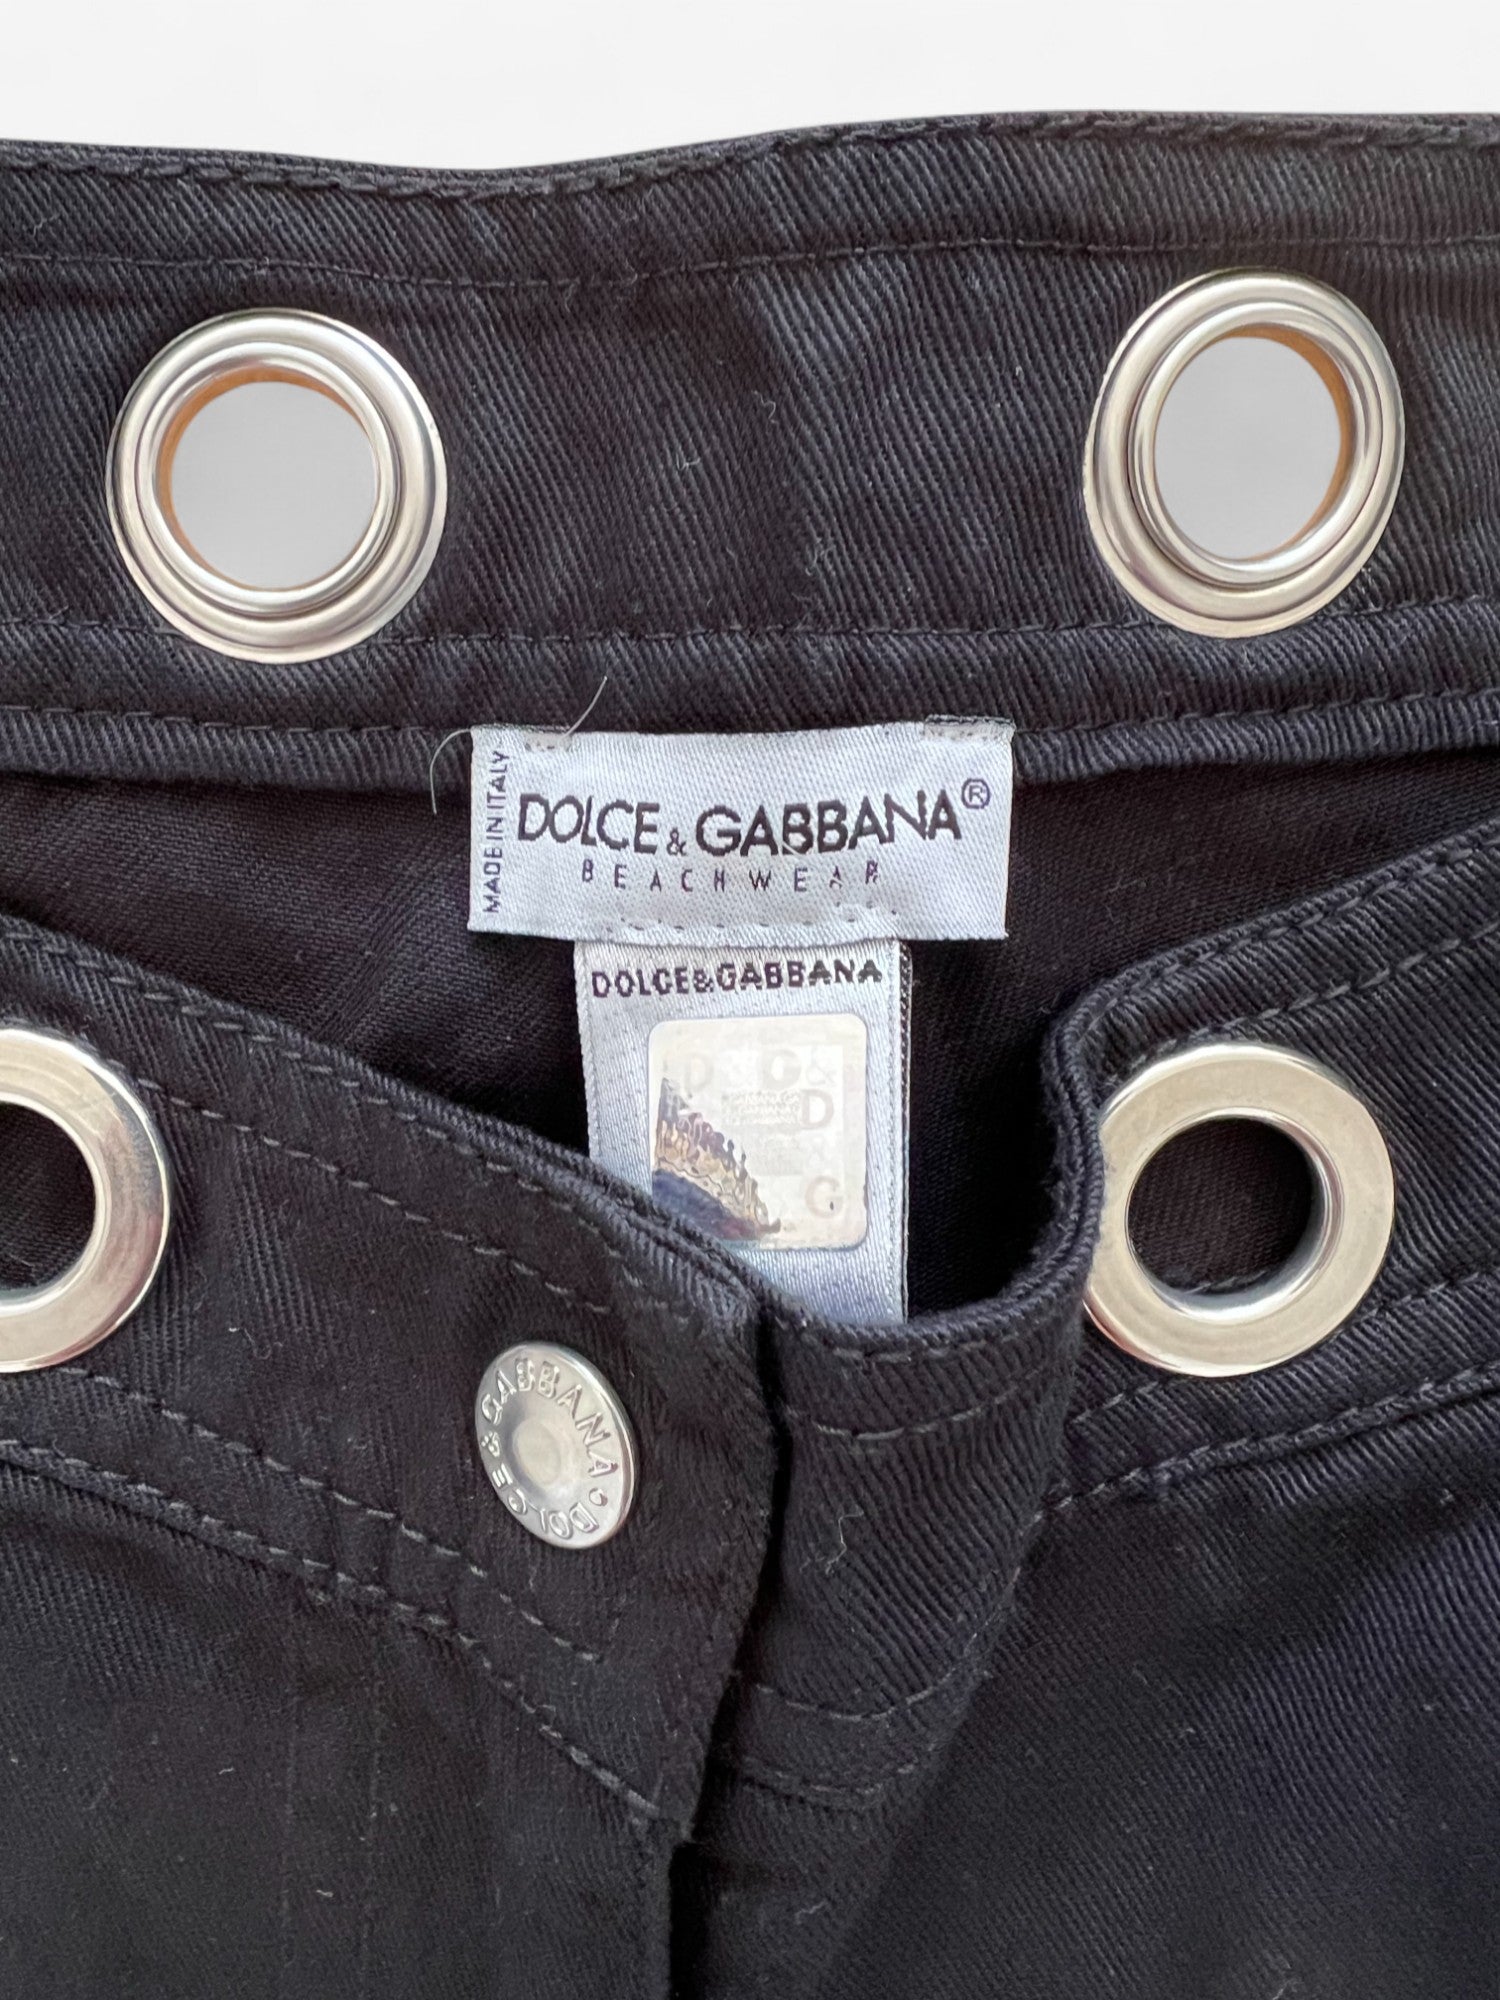 MADE IN ITALY
DOLCE & GABBANA®
BEACHWEAR
DOLCE&GABBANA
D & G &
D
&
G
DOLCE & GABBANA •